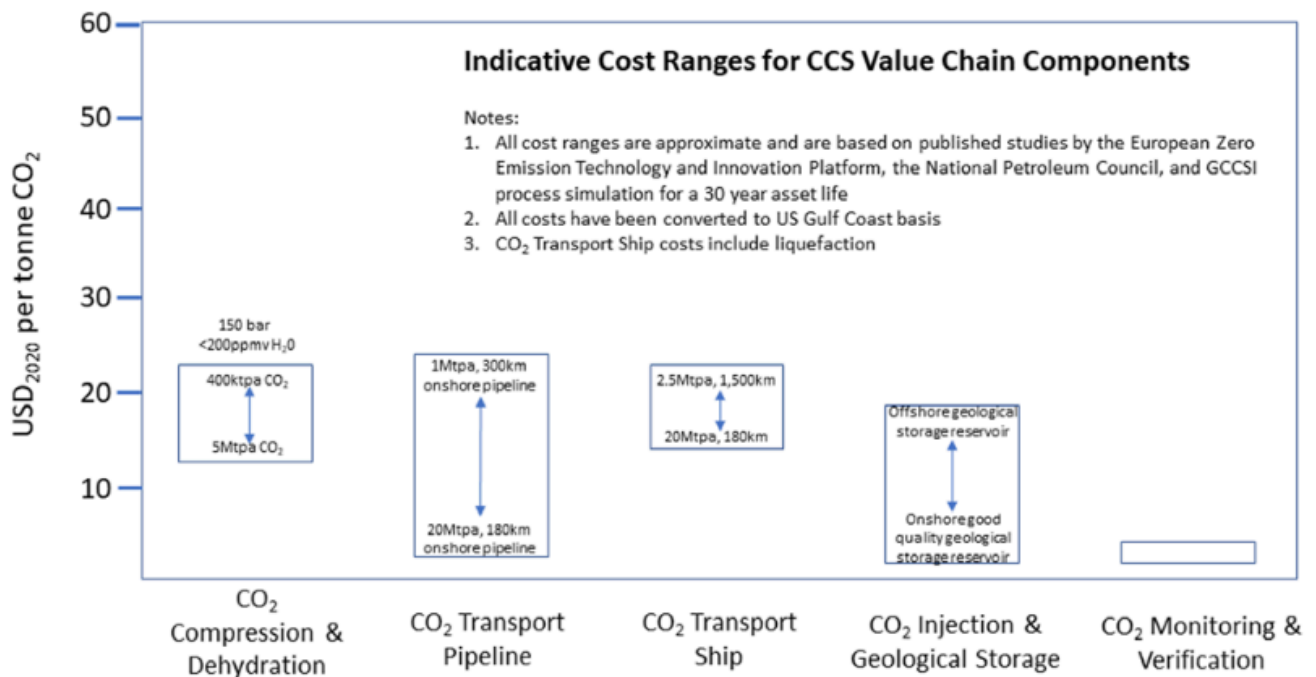 Indicative Cost Ranges for CCS Value Chain Components
Notes:
1. All cost ranges are approximate and are based on published studies by the European Zero
Emission Technology and Innovation Platform, the National Petroleum Council, and GCCSI
process simulation for a 30 year asset life
2. All costs have been converted to US Gulf Coast basis
3. CO₂ Transport Ship costs include liquefaction
USD₂₀₂₀ per tonne CO₂
60
50
40
30
20
10
150 bar
<200ppmv H₂0
400ktpa CO₂
5Mtpa CO₂
1Mtpa, 300km
onshore pipeline
20Mtpa, 180km
onshore pipeline
2.5Mtpa, 1,500km
20Mtpa, 180km
Offshore geological
storage reservoir
Onshore good
quality geological
storage reservoir
CO₂
Compression &
Dehydration
CO₂ Transport
Pipeline
CO₂ Transport
Ship
CO₂ Injection &
Geological Storage
CO₂ Monitoring &
Verification